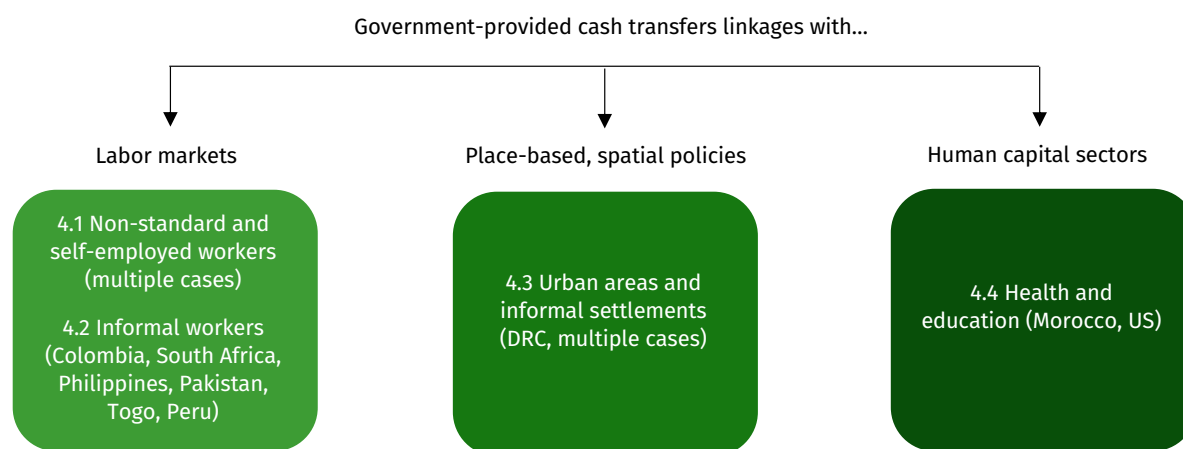 Government-provided cash transfers linkages with...
Labor markets
4.1 Non-standard and
self-employed workers
(multiple cases)
4.2 Informal workers
(Colombia, South Africa,
Philippines, Pakistan,
Togo, Peru)
Place-based, spatial policies
4.3 Urban areas and
informal settlements
(DRC, multiple cases)
Human capital sectors
4.4 Health and
education (Morocco, US)